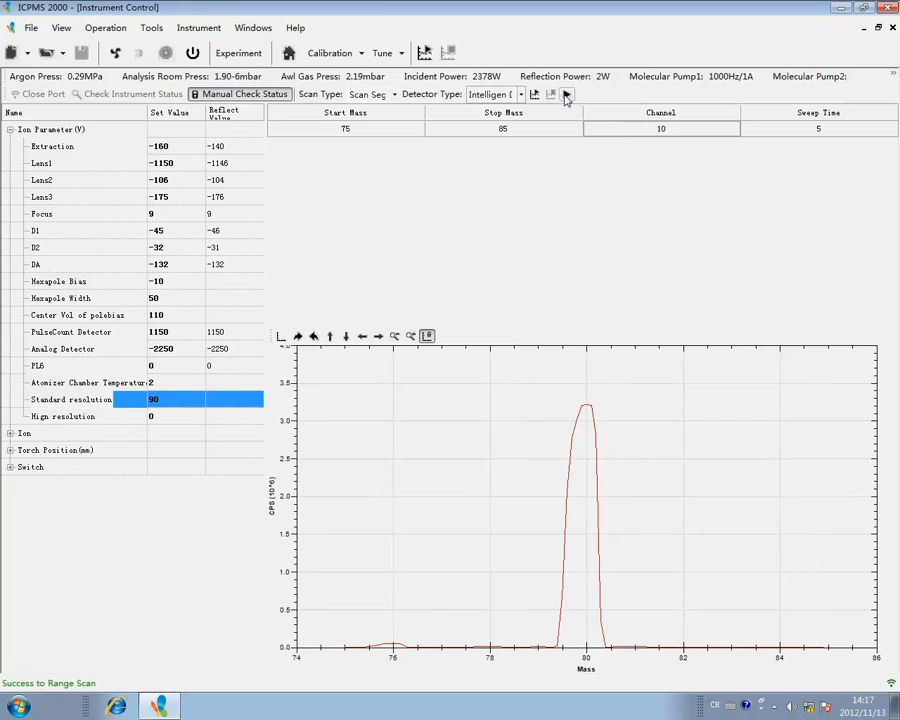 ICPMS 2000 - [Instrument Control]
File View Operation Tools Instrument Windows Help
Experiment Calibration Tune
Argon Press: 0.29MPa Analysis Room Press: 1.90-6mbar Awl Gas Press: 2.19mbar Incident Power: 2378W Reflection Power: 2W Molecular Pump1: 1000Hz/1A Molecular Pump2:
Close Port Check Instrument Status Manual Check Status Scan Type: Scan Seg Detector Type: Intelligen I
Name Set Value Reflect Value Start Mass Stop Mass Channel Sweep Time
75 85 10 5
Ion Parameter(V)
Extraction -160 -140
Lens1 -1150 -1146
Lens2 -106 -104
Lens3 -175 -176
Focus 9 9
D1 -45 -46
D2 -32 -31
DA -132 -132
Hexapole Bias -10
Hexapole Width 50
Center Vol of polebias 110
PulseCount Detector 1150 1150
Analog Detector -2250 -2250
PL6 0 0
Atomizer Chamber Temperatur 2
Standard resolution 90
Hign resolution 0
Ion
Torch Position(mm)
Switch
3.5
3.0
2.5
2.0
1.5
1.0
0.5
0.0
CPS (10^6)
74 76 78 80 82 84 86
Mass
Success to Range Scan
CH
14:17
2012/11/13